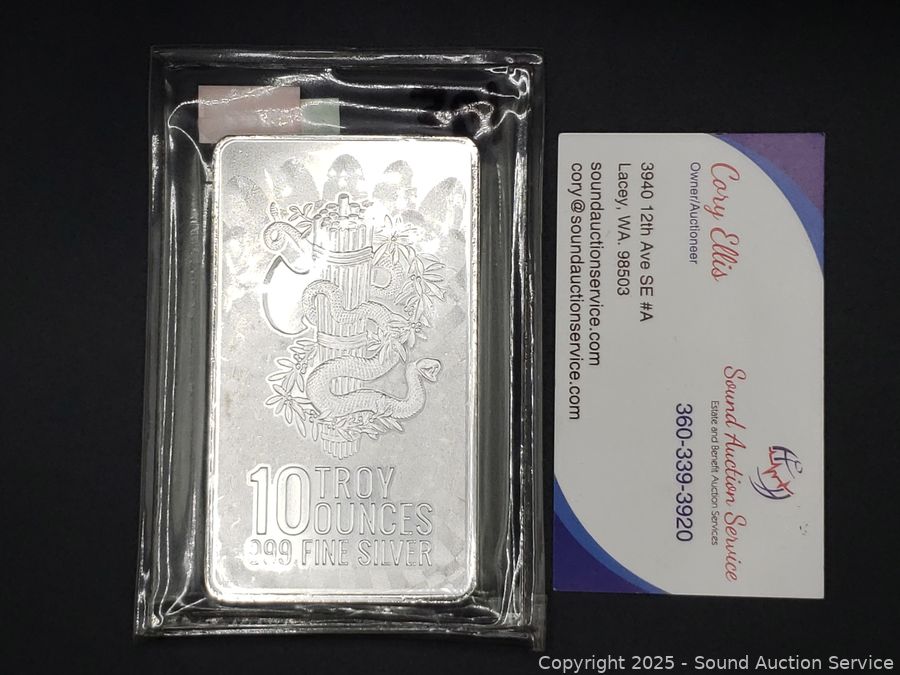 10 TROY
OUNCES
.999 FINE SILVER
Cory Ellis
Owner/Auctioneer
3940 12th Ave SE #A
Lacey, WA. 98503
soundauctionservice.com
cory@soundauctionservice.com
Sound Auction Service
Estate and Benefit Auction Services
360-339-3920
Copyright 2025 - Sound Auction Service